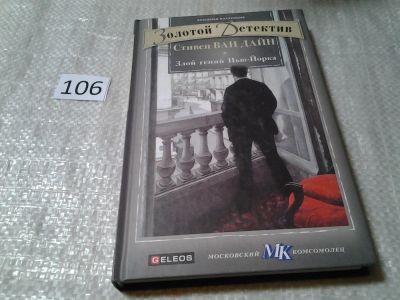 106
Золотой Детектив
Стивен ВАН ДАЙН
Злой гений Нью-Йорка
GELEOS
МОСКОВСКИЙ МК КОМСОМОЛЕЦ